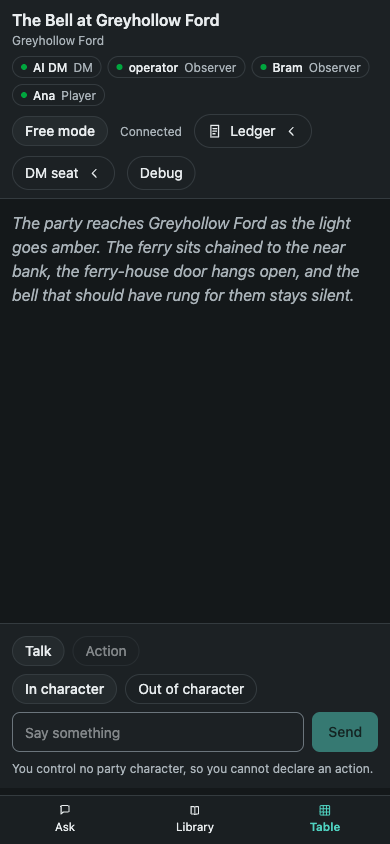 The Bell at Greyhollow Ford
Greyhollow Ford
AI DM DM operator Observer Bram Observer
Ana Player
Free mode Connected Ledger
DM seat Debug
The party reaches Greyhollow Ford as the light
goes amber. The ferry sits chained to the near
bank, the ferry-house door hangs open, and the
bell that should have rung for them stays silent.
Talk Action
In character Out of character
Say something Send
You control no party character, so you cannot declare an action.
Ask Library Table